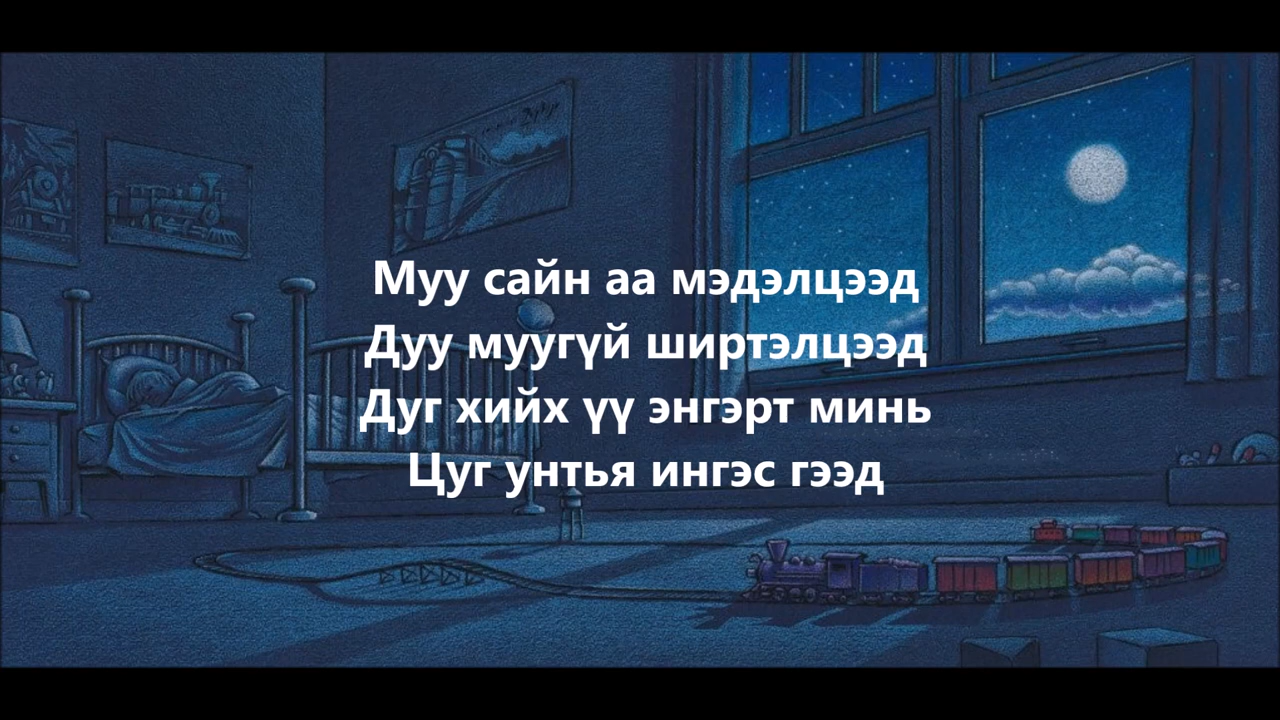 Муу сайн аа мэдэлцээд
Дуу муугүй ширтэлцээд
Дуг хийх үү энгэрт минь
Цуг унтья ингэс гээд